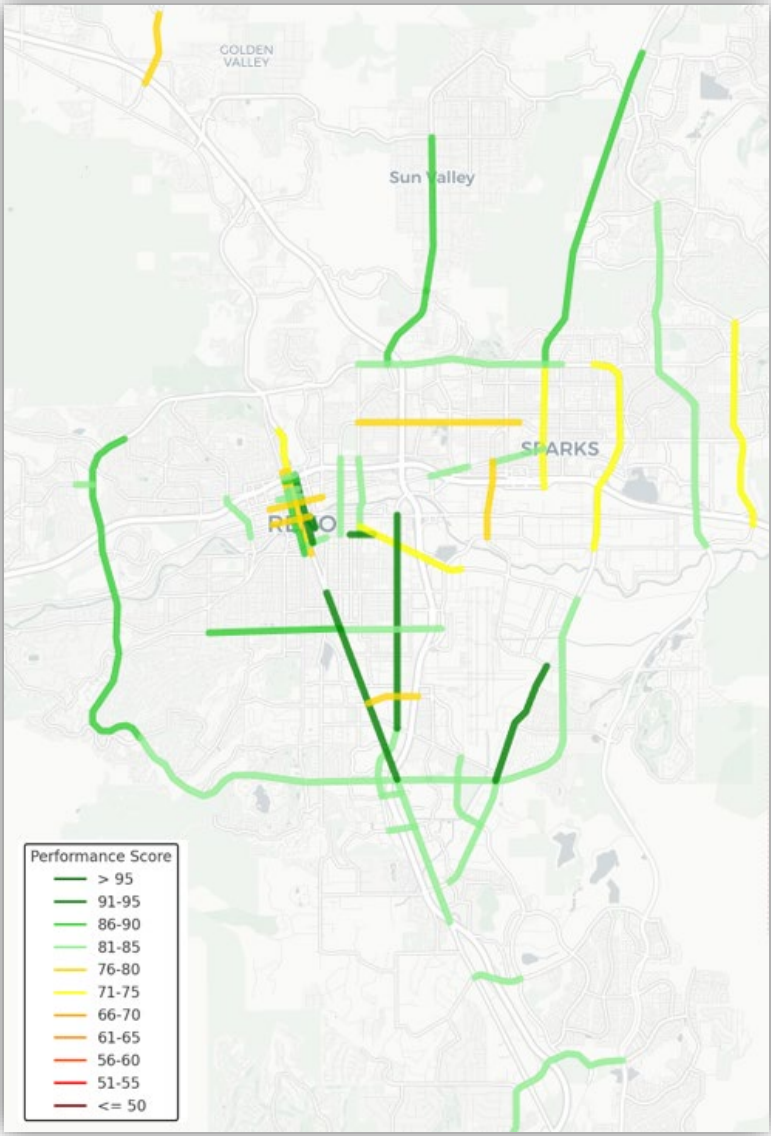 GOLDEN
VALLEY
Sun Valley
SPARKS
RENO
Performance Score
> 95
91-95
86-90
81-85
76-80
71-75
66-70
61-65
56-60
51-55
<= 50